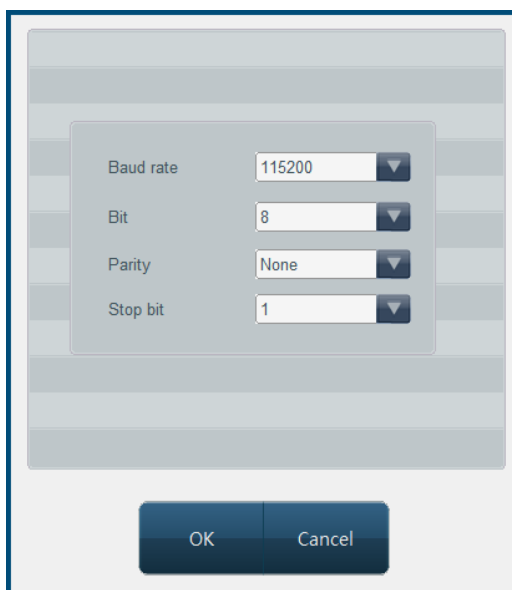 Baud rate 115200
Bit 8
Parity None
Stop bit 1
OK Cancel